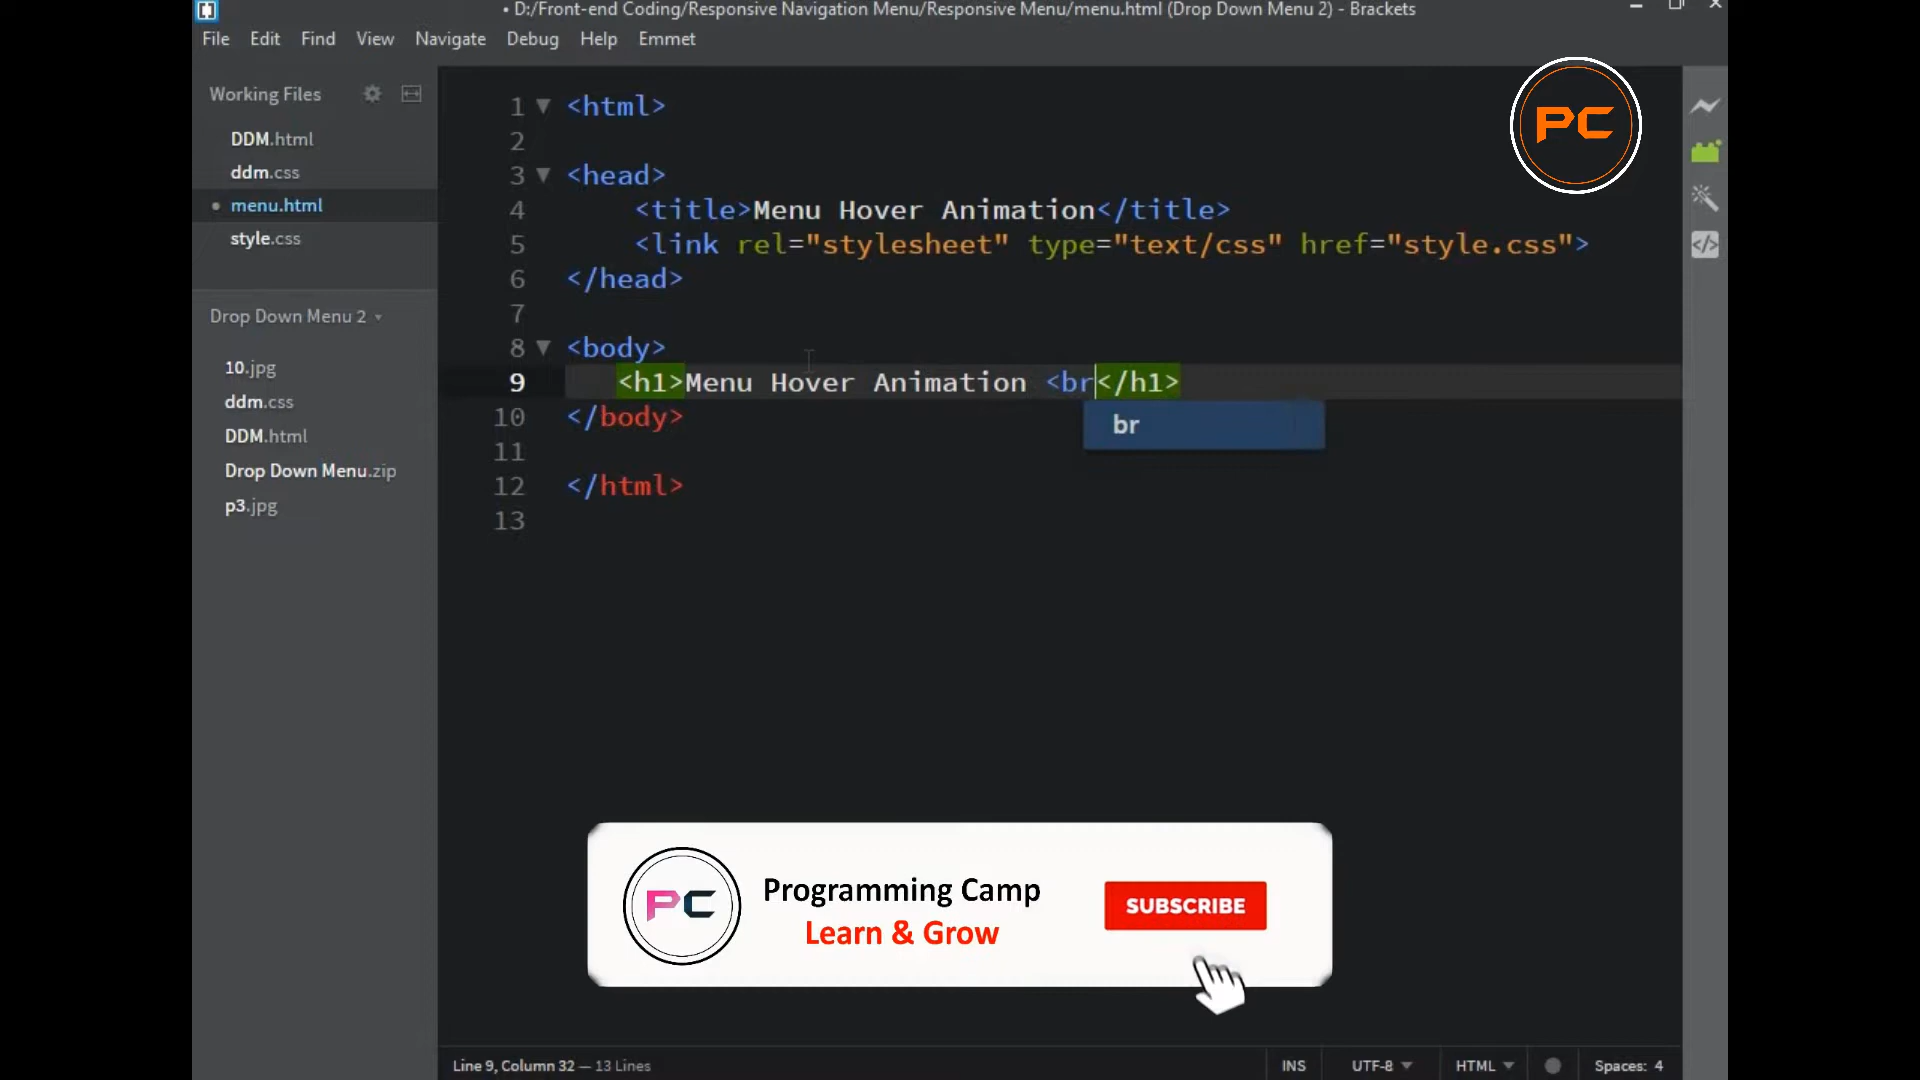 • D:/Front-end Coding/Responsive Navigation Menu/Responsive Menu/menu.html (Drop Down Menu 2) - Brackets
File Edit Find View Navigate Debug Help Emmet
Working Files
DDM.html
ddm.css
• menu.html
style.css
Drop Down Menu 2
10.jpg
ddm.css
DDM.html
Drop Down Menu.zip
p3.jpg
1 <html>
2
3 <head>
4 <title>Menu Hover Animation</title>
5 <link rel="stylesheet" type="text/css" href="style.css">
6 </head>
7
8 <body>
9 <h1>Menu Hover Animation <br</h1>
br
10 </body>
11
12 </html>
13
PC
</>
PC
Programming Camp
Learn & Grow
SUBSCRIBE
Line 9, Column 32 — 13 Lines
INS UTF-8 HTML Spaces: 4